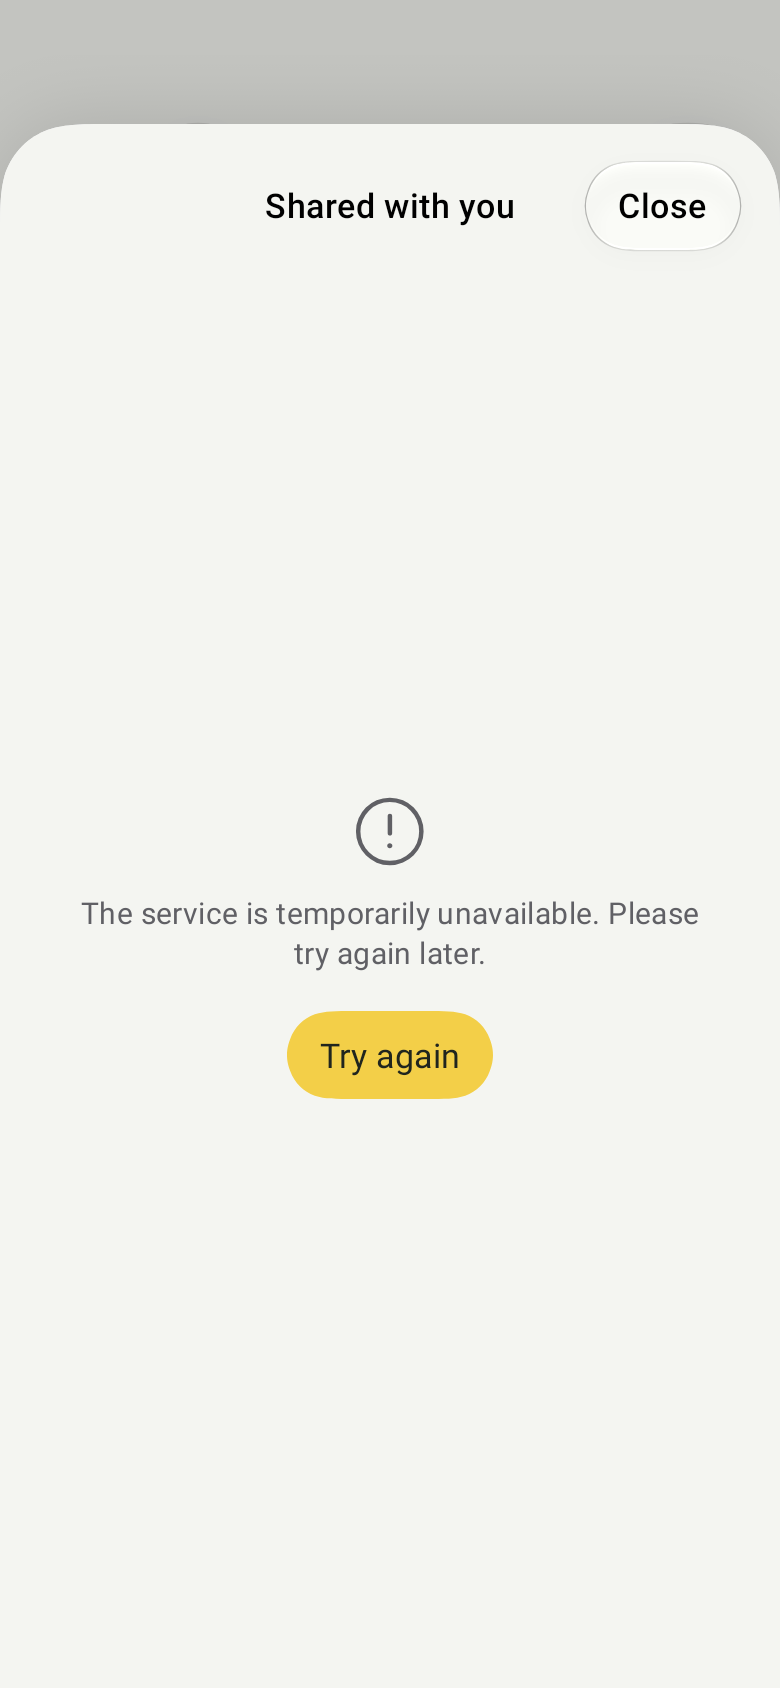 Shared with you
Close
The service is temporarily unavailable. Please
try again later.
Try again